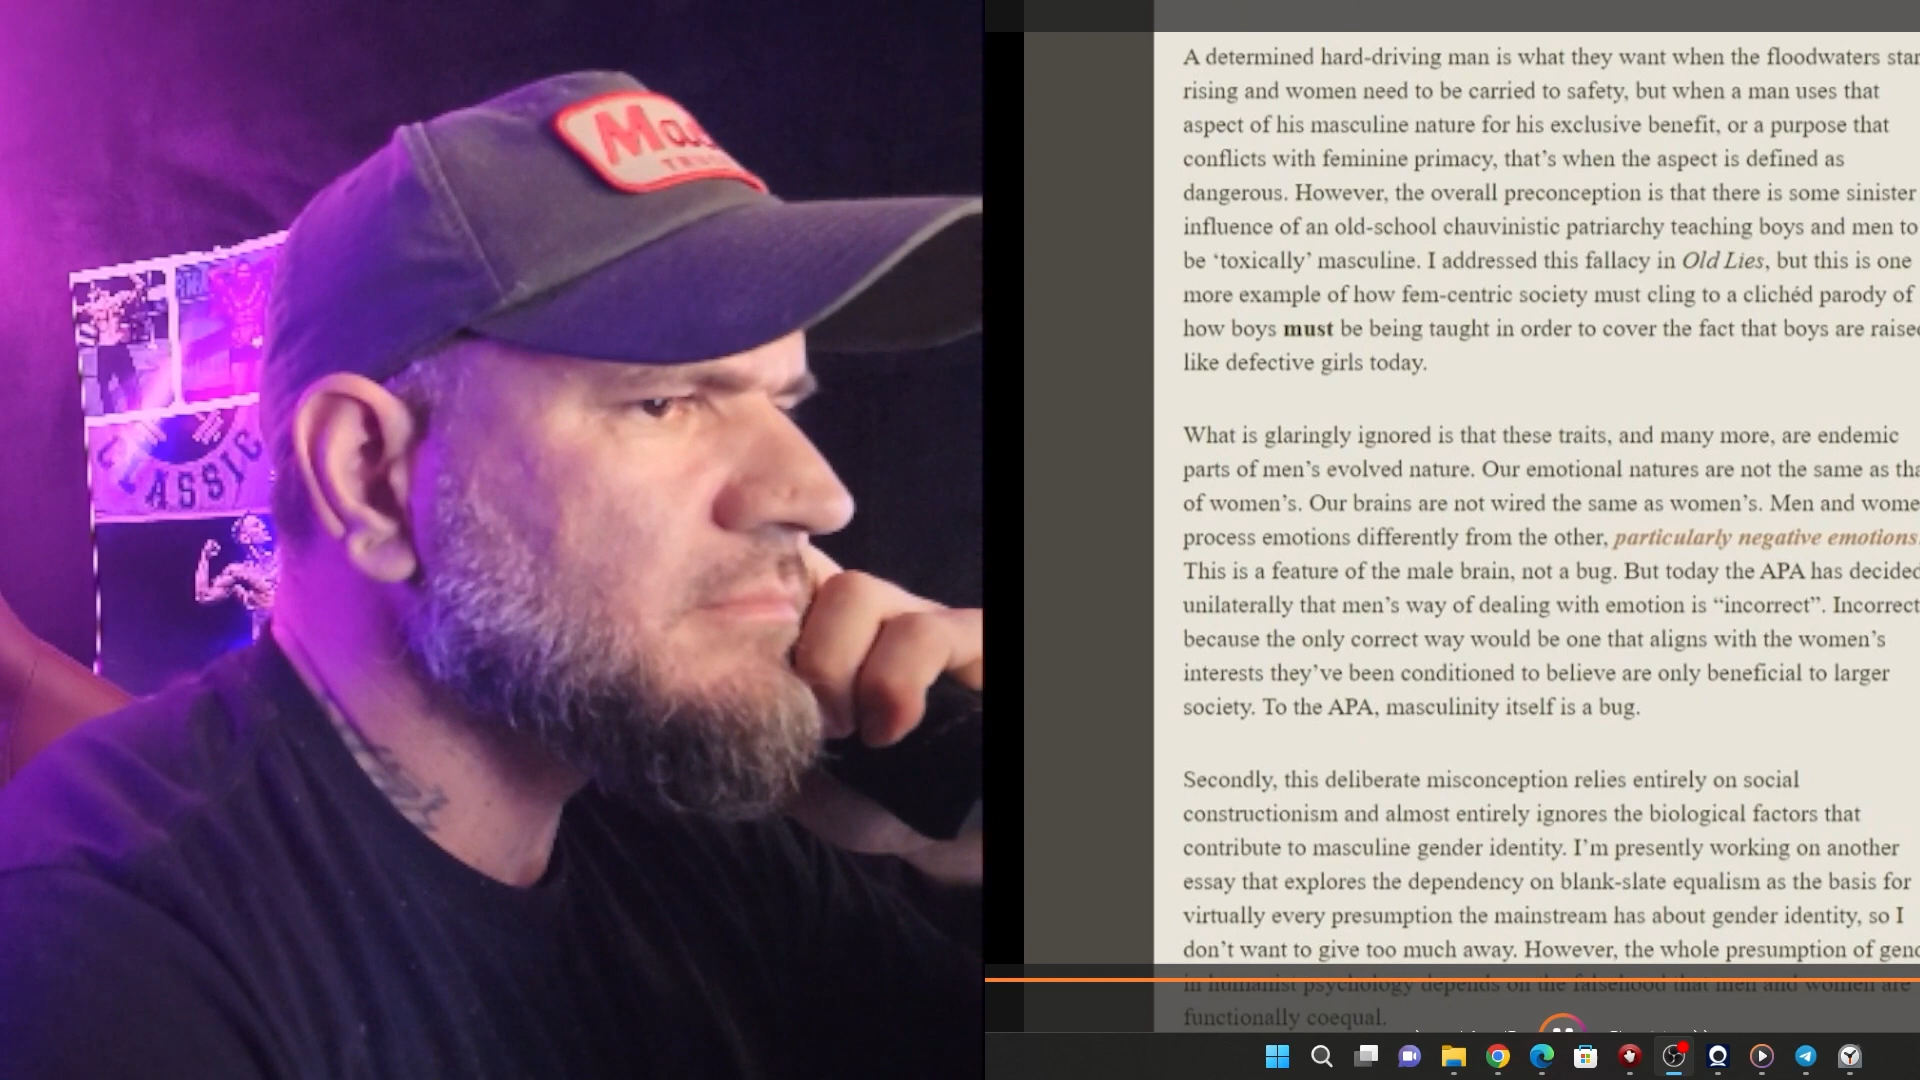 CLASSIC
A determined hard-driving man is what they want when the floodwaters star
rising and women need to be carried to safety, but when a man uses that
aspect of his masculine nature for his exclusive benefit, or a purpose that
conflicts with feminine primacy, that’s when the aspect is defined as
dangerous. However, the overall preconception is that there is some sinister
influence of an old-school chauvinistic patriarchy teaching boys and men to
be ‘toxically’ masculine. I addressed this fallacy in Old Lies, but this is one
more example of how fem-centric society must cling to a clichéd parody of
how boys must be being taught in order to cover the fact that boys are raised
like defective girls today.
What is glaringly ignored is that these traits, and many more, are endemic
parts of men’s evolved nature. Our emotional natures are not the same as tha
of women’s. Our brains are not wired the same as women’s. Men and wome
process emotions differently from the other, particularly negative emotions.
This is a feature of the male brain, not a bug. But today the APA has decided
unilaterally that men’s way of dealing with emotion is “incorrect”. Incorrect
because the only correct way would be one that aligns with the women’s
interests they’ve been conditioned to believe are only beneficial to larger
society. To the APA, masculinity itself is a bug.
Secondly, this deliberate misconception relies entirely on social
constructionism and almost entirely ignores the biological factors that
contribute to masculine gender identity. I’m presently working on another
essay that explores the dependency on blank-slate equalism as the basis for
virtually every presumption the mainstream has about gender identity, so I
don’t want to give too much away. However, the whole presumption of gend
in humanist psychology depends on the falsehood that men and women are
functionally coequal.